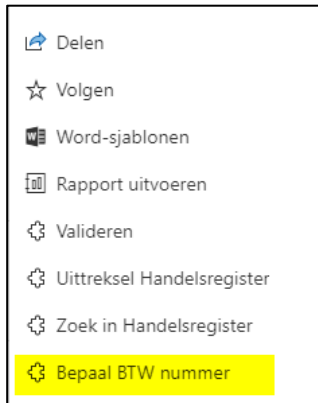 Delen
Volgen
Word-sjablonen
Rapport uitvoeren
Valideren
Uittreksel Handelsregister
Zoek in Handelsregister
Bepaal BTW nummer